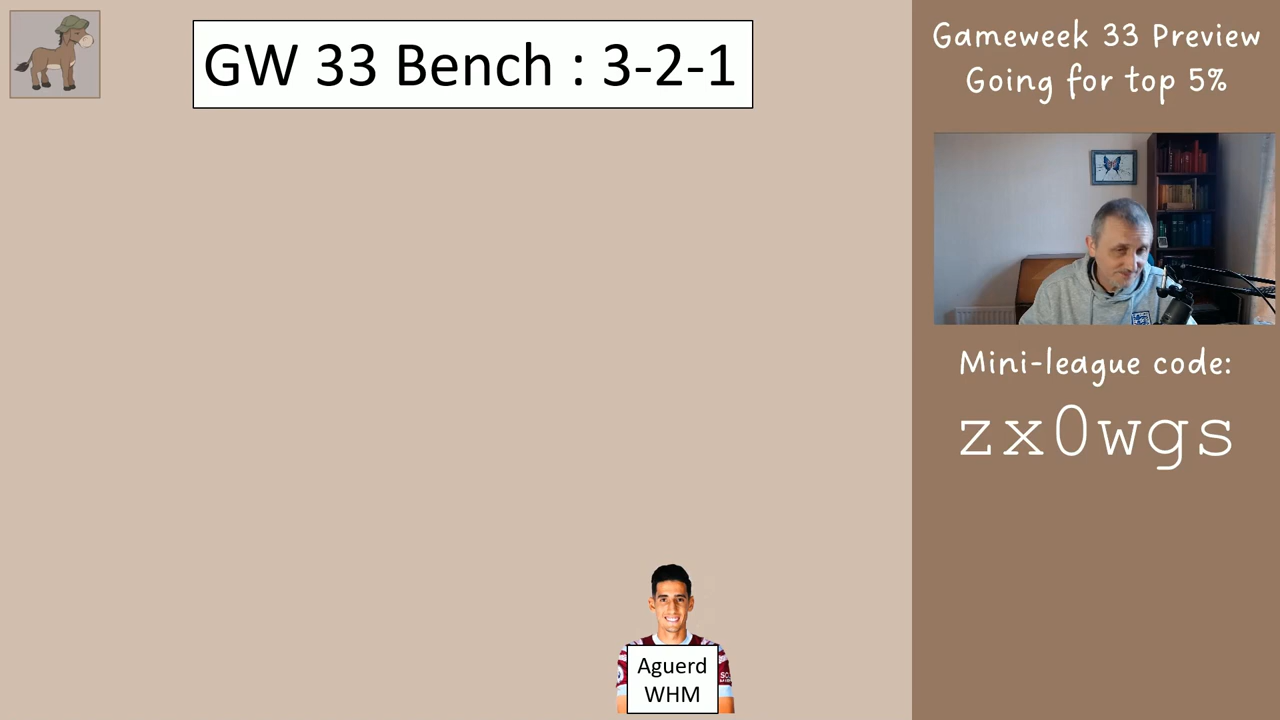 GW 33 Bench : 3-2-1
Gameweek 33 Preview
Going for top 5%
Mini-league code:
zx0wgs
Aguerd
WHM